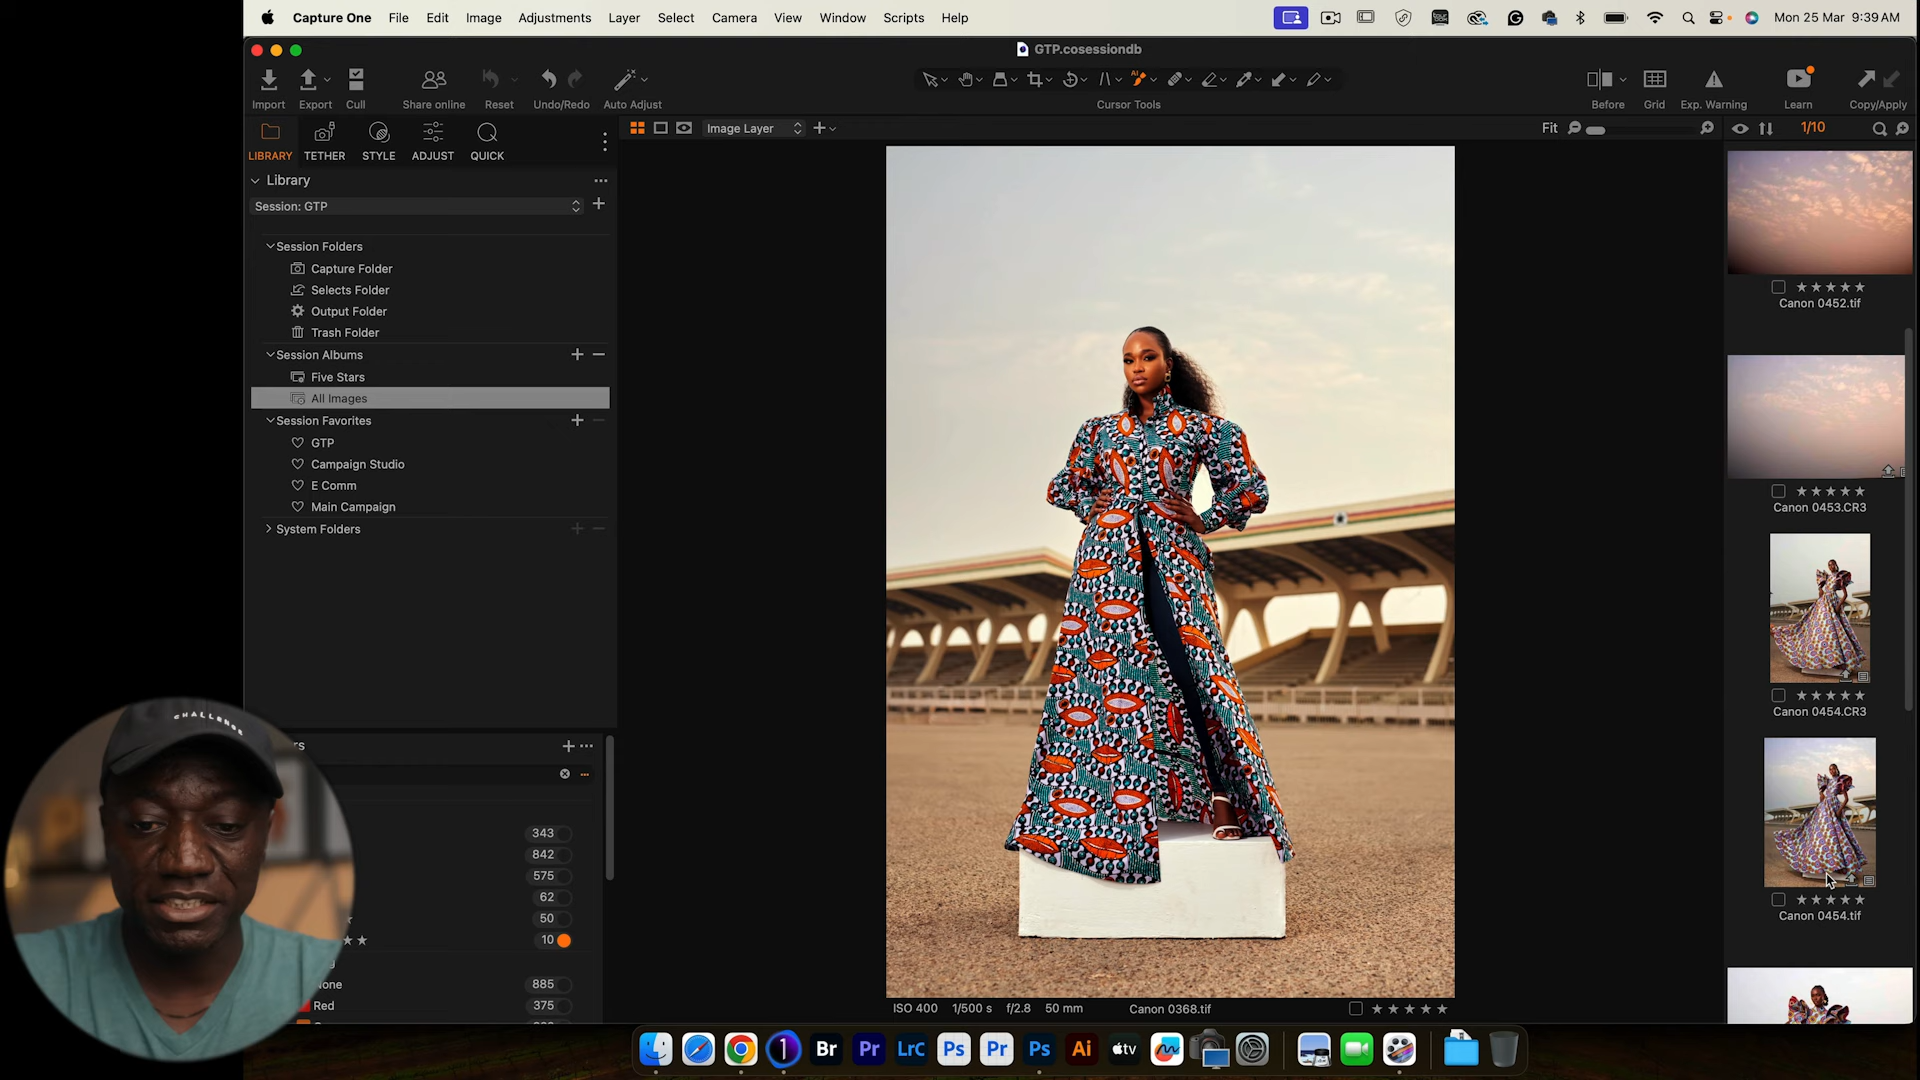 Capture One File Edit Image Adjustments Layer Select Camera View Window Scripts Help Mon 25 Mar 9:39 AM
GTP.cosessiondb
Import Export Cull Share online Reset Undo/Redo Auto Adjust Cursor Tools Before Grid Exp. Warning Learn Copy/Apply
LIBRARY TETHER STYLE ADJUST QUICK
Image Layer
Fit
1/10
Library
Session: GTP
Session Folders
Capture Folder
Selects Folder
Output Folder
Trash Folder
Session Albums
Five Stars
All Images
Session Favorites
GTP
Campaign Studio
E Comm
Main Campaign
System Folders
343
842
575
62
50
10
885
Red 375
CHALLENGE
ISO 400 1/500 s f/2.8 50 mm Canon 0368.tif
Canon 0452.tif
Canon 0453.CR3
Canon 0454.CR3
Canon 0454.tif
1 Br Pr LrC Ps Pr Ps Ai tv